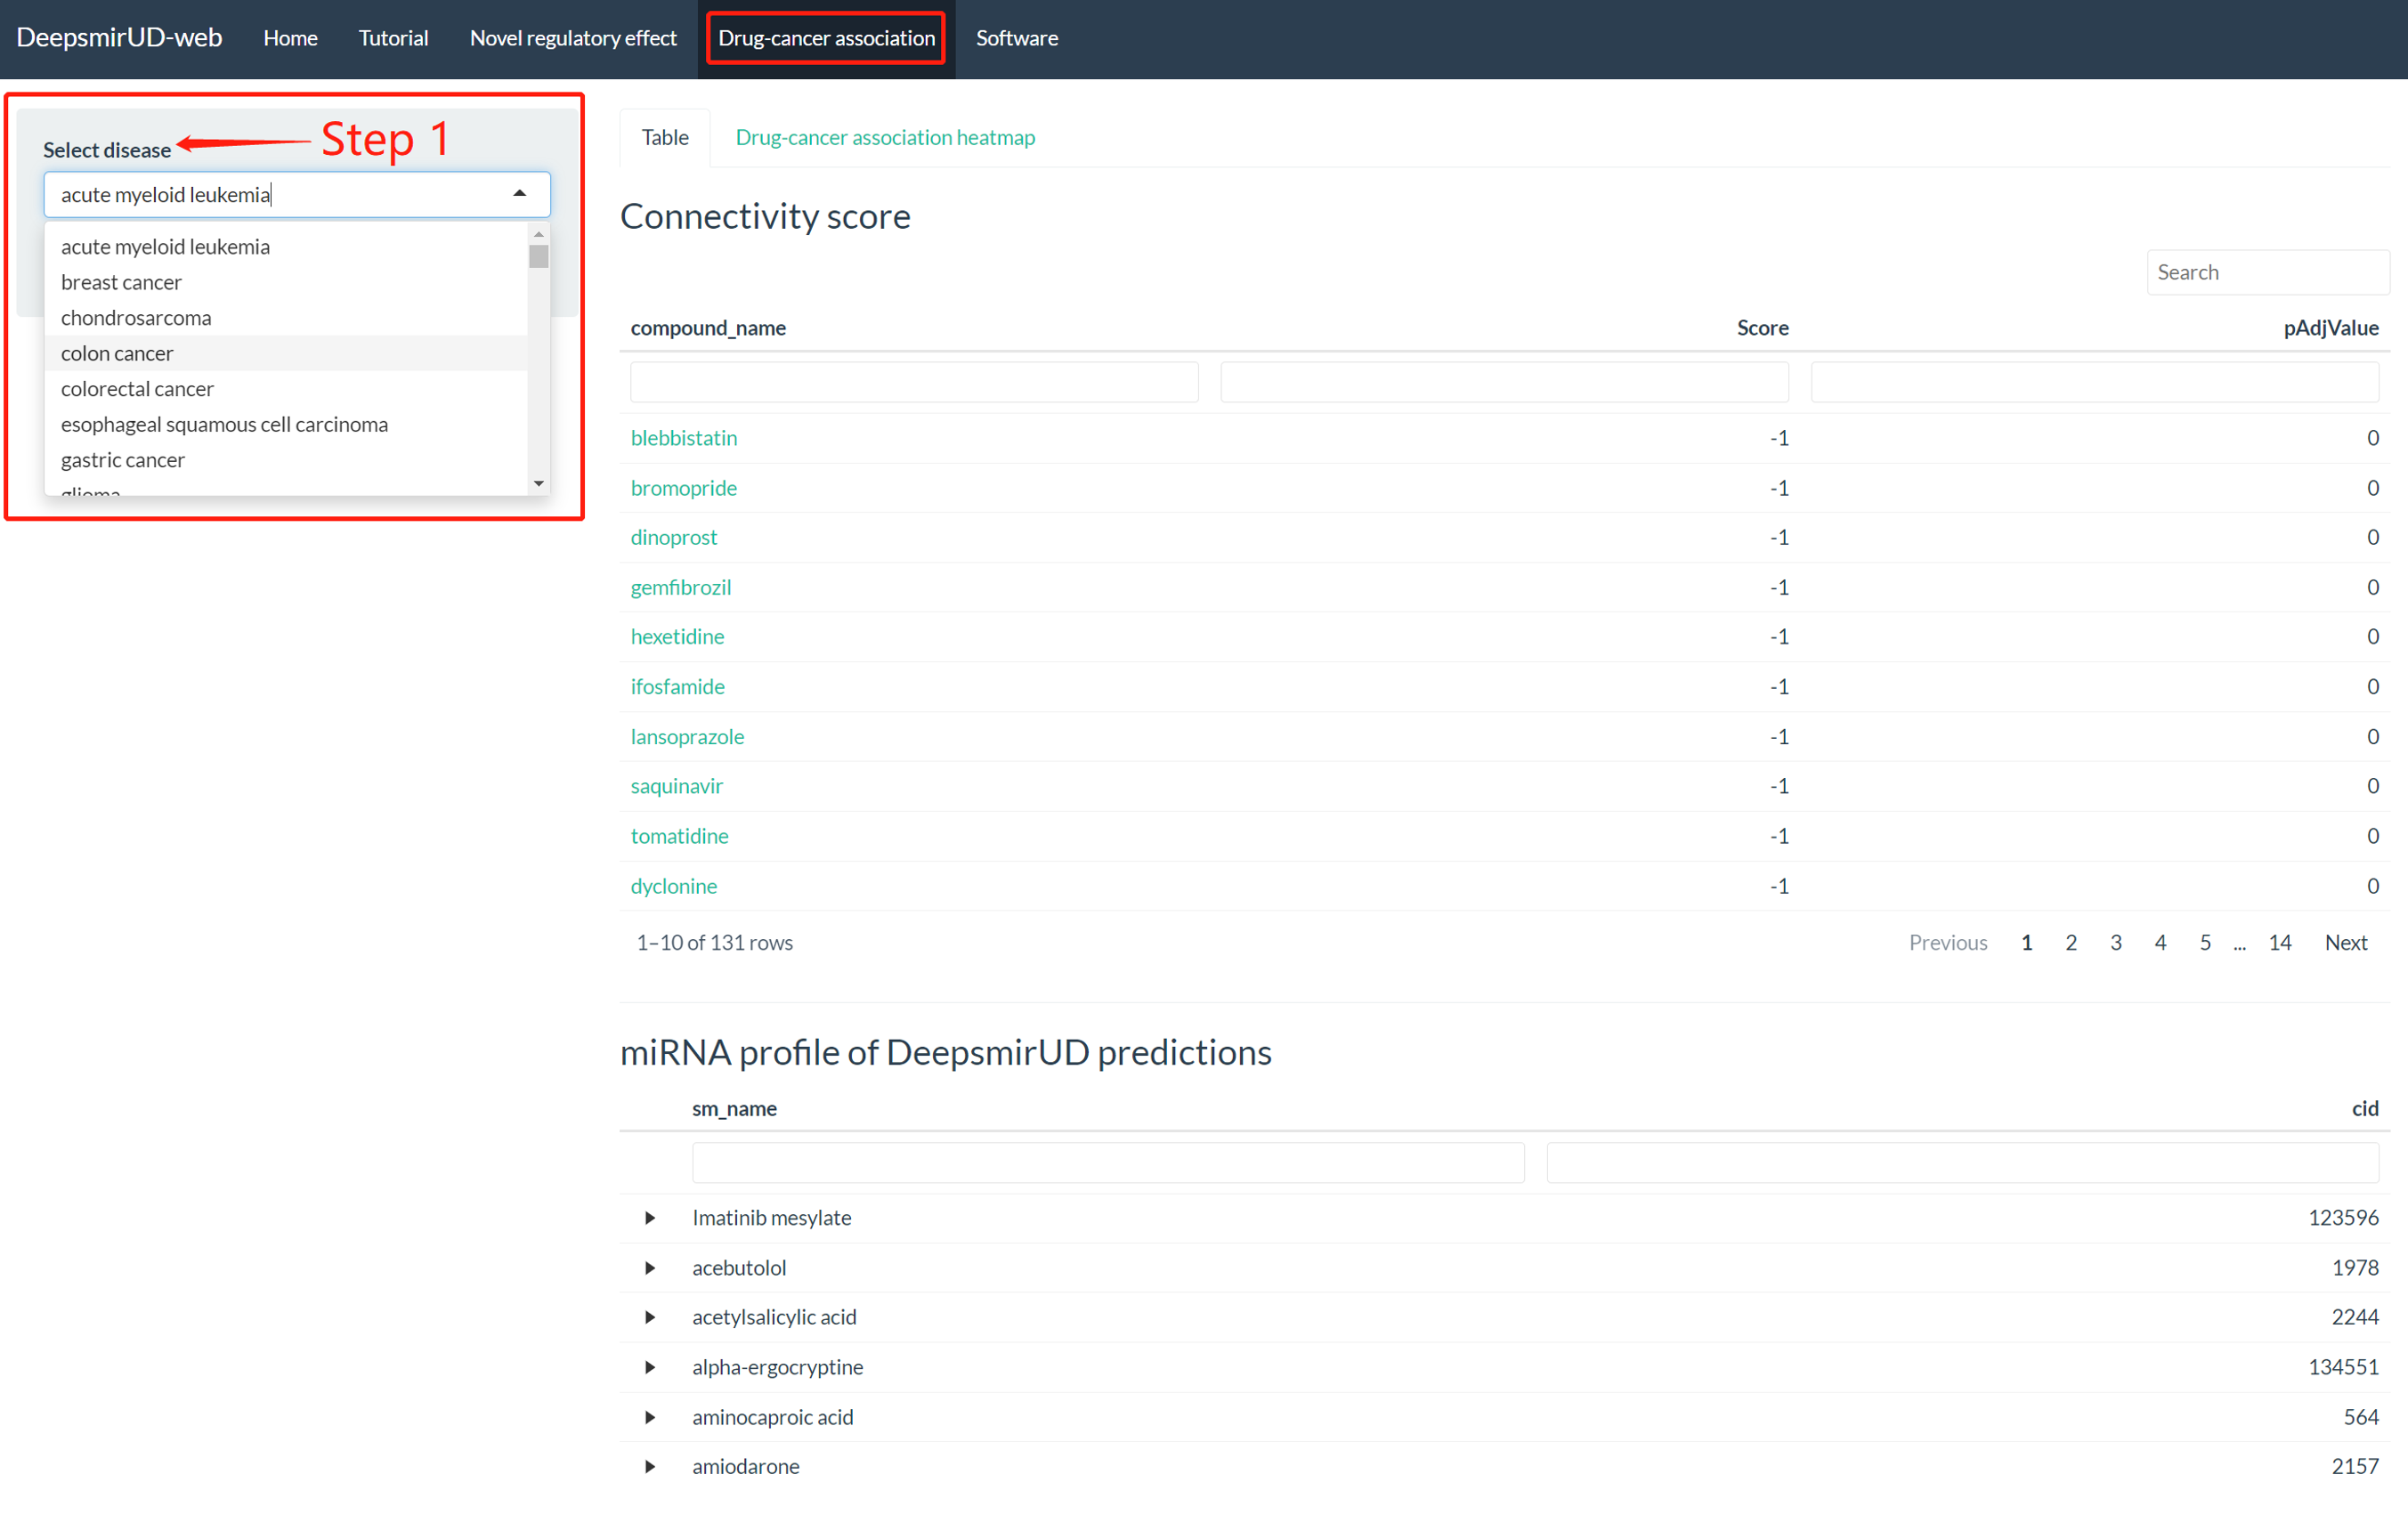 DeepsmirUD-web Home Tutorial Novel regulatory effect Drug-cancer association Software
Select disease Step 1
acute myeloid leukemia
acute myeloid leukemia
breast cancer
chondrosarcoma
colon cancer
colorectal cancer
esophageal squamous cell carcinoma
gastric cancer
glioma
Table Drug-cancer association heatmap
Connectivity score
Search
compound_name Score pAdjValue
blebbistatin -1 0
bromopride -1 0
dinoprost -1 0
gemfibrozil -1 0
hexetidine -1 0
ifosfamide -1 0
lansoprazole -1 0
saquinavir -1 0
tomatidine -1 0
dyclonine -1 0
1–10 of 131 rows Previous 1 2 3 4 5 ... 14 Next
miRNA profile of DeepsmirUD predictions
sm_name cid
Imatinib mesylate 123596
acebutolol 1978
acetylsalicylic acid 2244
alpha-ergocryptine 134551
aminocaproic acid 564
amiodarone 2157